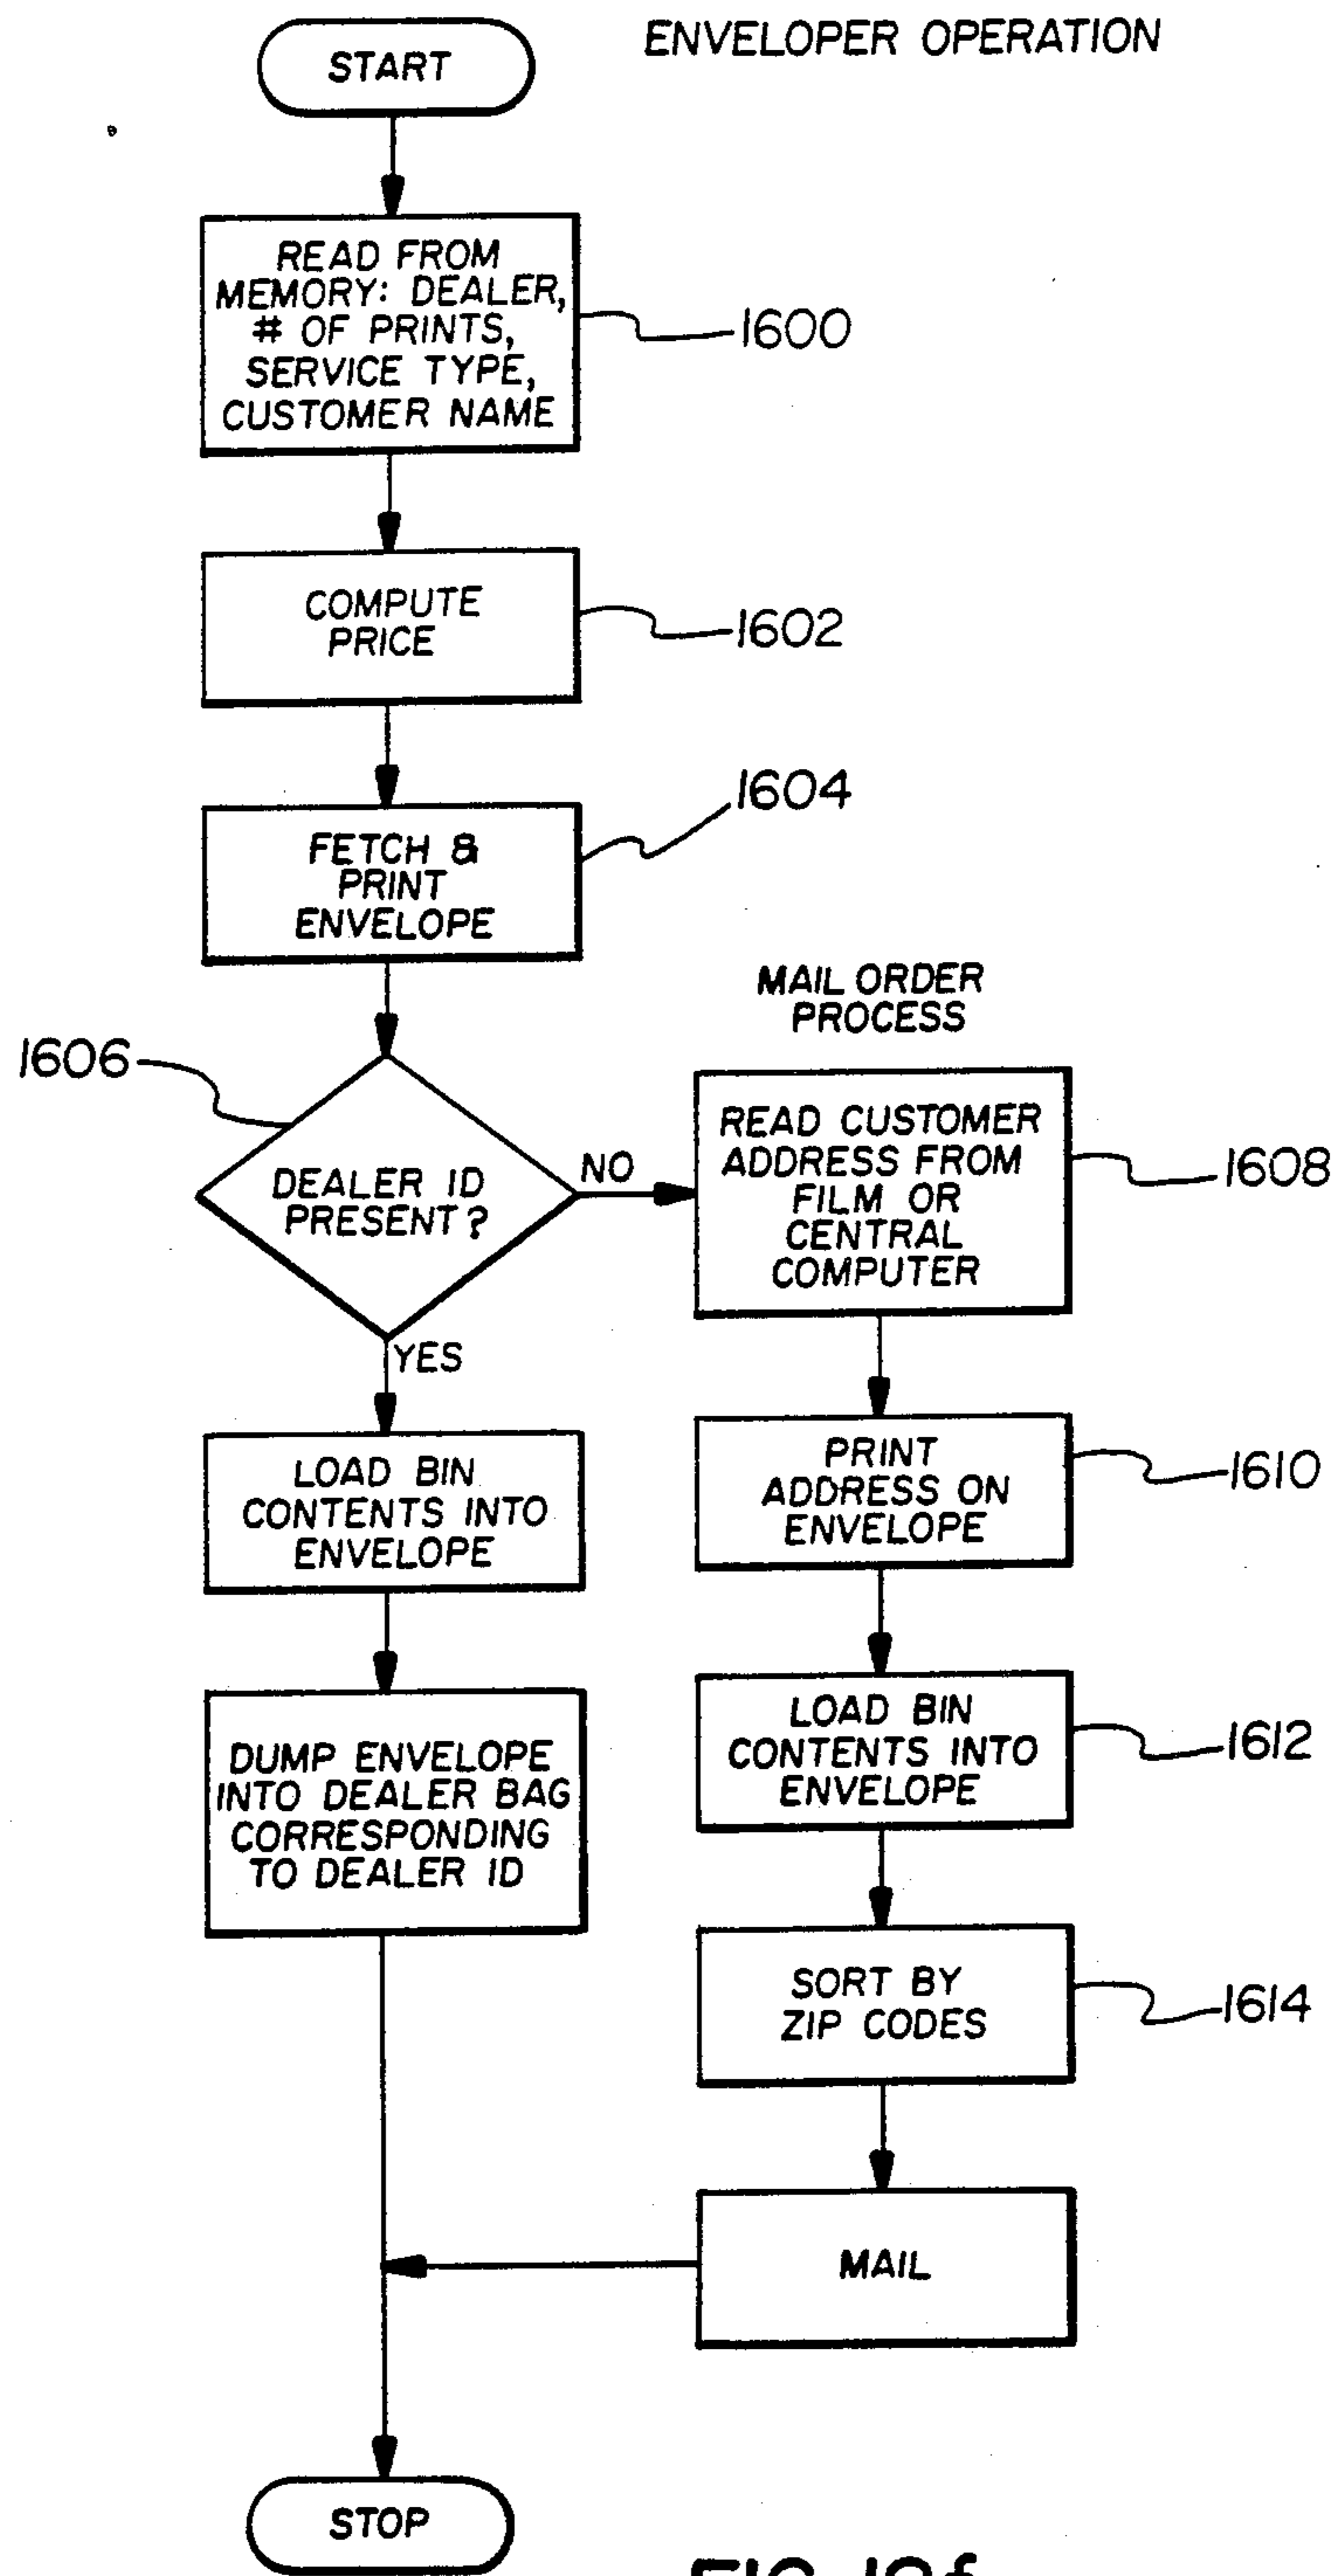 ENVELOPER OPERATION
START
READ FROM
MEMORY: DEALER,
# OF PRINTS,
SERVICE TYPE,
CUSTOMER NAME
1600
COMPUTE
PRICE
1602
1604
FETCH &
PRINT
ENVELOPE
MAIL ORDER
PROCESS
1606
DEALER ID
PRESENT?
NO
YES
READ CUSTOMER
ADDRESS FROM
FILM OR
CENTRAL
COMPUTER
1608
LOAD BIN
CONTENTS INTO
ENVELOPE
PRINT
ADDRESS ON
ENVELOPE
1610
DUMP ENVELOPE
INTO DEALER BAG
CORRESPONDING
TO DEALER ID
LOAD BIN
CONTENTS INTO
ENVELOPE
1612
SORT BY
ZIP CODES
1614
MAIL
STOP